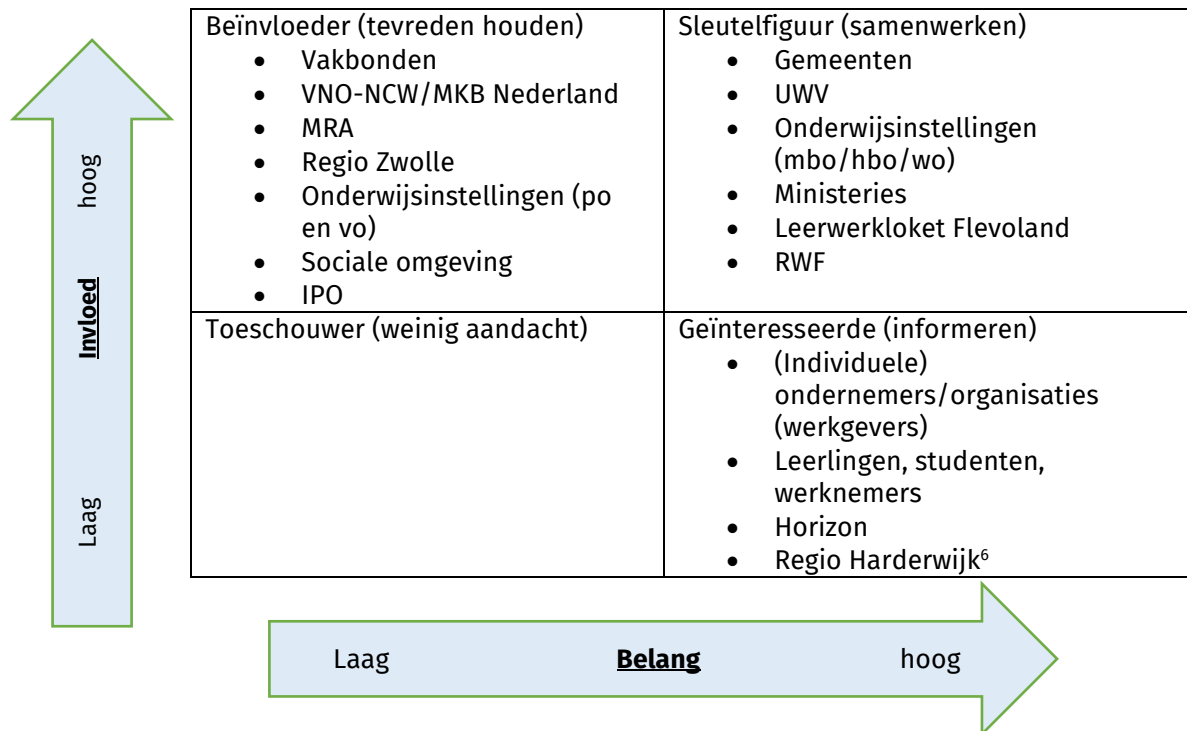 Beïnvloeder (tevreden houden)
• Vakbonden
• VNO-NCW/MKB Nederland
• MRA
• Regio Zwolle
• Onderwijsinstellingen (po
en vo)
• Sociale omgeving
• IPO
Sleutelfiguur (samenwerken)
• Gemeenten
• UWV
• Onderwijsinstellingen
(mbo/hbo/wo)
• Ministeries
• Leerwerkloket Flevoland
• RWF
Toeschouwer (weinig aandacht)
Geïnteresseerde (informeren)
• (Individuele)
ondernemers/organisaties
(werkgevers)
• Leerlingen, studenten,
werknemers
• Horizon
• Regio Harderwijk⁶
Laag Invloed hoog
Laag Belang hoog